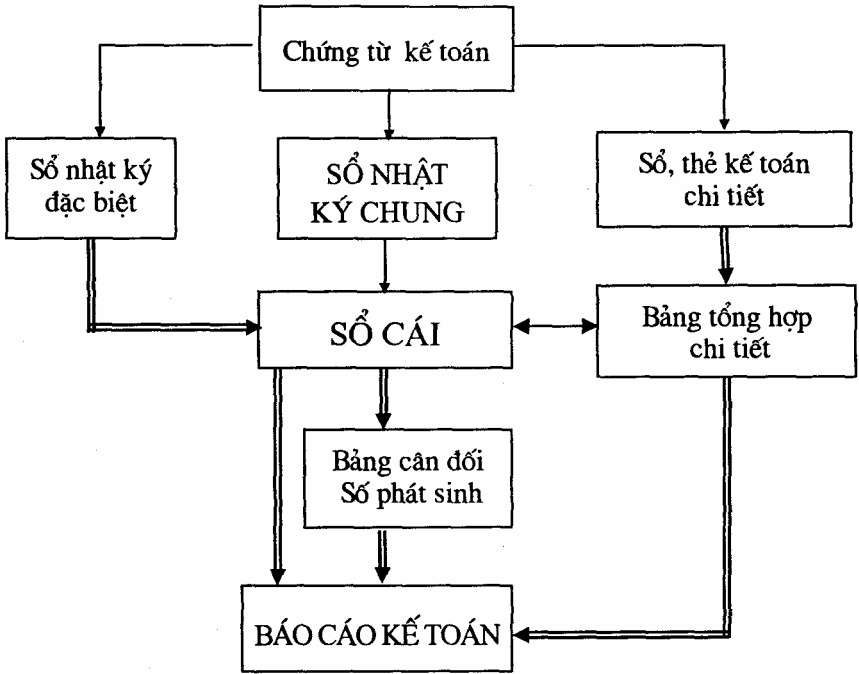 Chứng từ kế toán
Sổ nhật ký
đặc biệt
SỔ NHẬT
KÝ CHUNG
Sổ, thẻ kế toán
chi tiết
SỔ CÁI
Bảng tổng hợp
chi tiết
Bảng cân đối
Số phát sinh
BÁO CÁO KẾ TOÁN